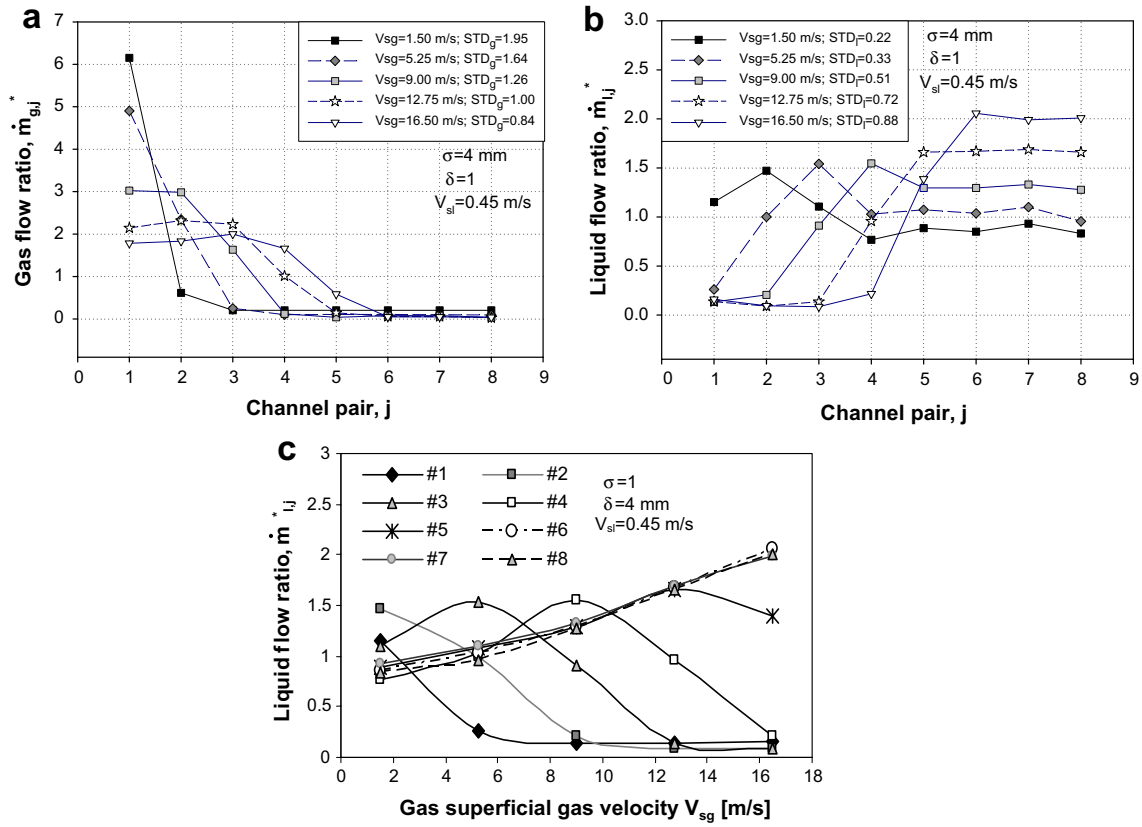 a
7
6
5
4
3
2
1
0
Gas flow ratio, ṁ*g,j
Vsg=1.50 m/s; STDg=1.95
Vsg=5.25 m/s; STDg=1.64
Vsg=9.00 m/s; STDg=1.26
Vsg=12.75 m/s; STDg=1.00
Vsg=16.50 m/s; STDg=0.84
σ=4 mm
δ=1
Vsl=0.45 m/s
0 1 2 3 4 5 6 7 8 9
Channel pair, j
b
3.0
2.5
2.0
1.5
1.0
0.5
0.0
Liquid flow ratio, ṁ*l,j
Vsg=1.50 m/s; STDl=0.22
Vsg=5.25 m/s; STDl=0.33
Vsg=9.00 m/s; STDl=0.51
Vsg=12.75 m/s; STDl=0.72
Vsg=16.50 m/s; STDl=0.88
σ=4 mm
δ=1
Vsl=0.45 m/s
0 1 2 3 4 5 6 7 8 9
Channel pair, j
c
3
2.5
2
1.5
1
0.5
0
Liquid flow ratio, ṁ*l,j
#1 #2
#3 #4
#5 #6
#7 #8
σ=1
δ=4 mm
Vsl=0.45 m/s
0 2 4 6 8 10 12 14 16 18
Gas superficial gas velocity Vsg [m/s]